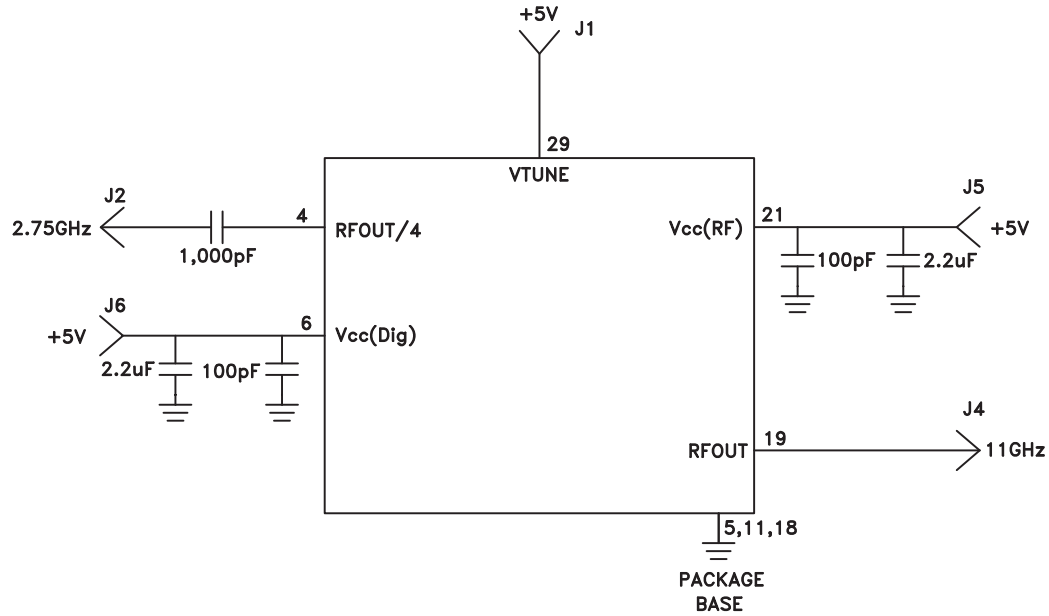 +5V
J1
29
VTUNE
J2
2.75GHz
1,000pF
4
RFOUT/4
J6
+5V
2.2uF
100pF
6
Vcc(Dig)
21
Vcc(RF)
J5
+5V
100pF
2.2uF
J4
19
RFOUT
11GHz
5,11,18
PACKAGE
BASE